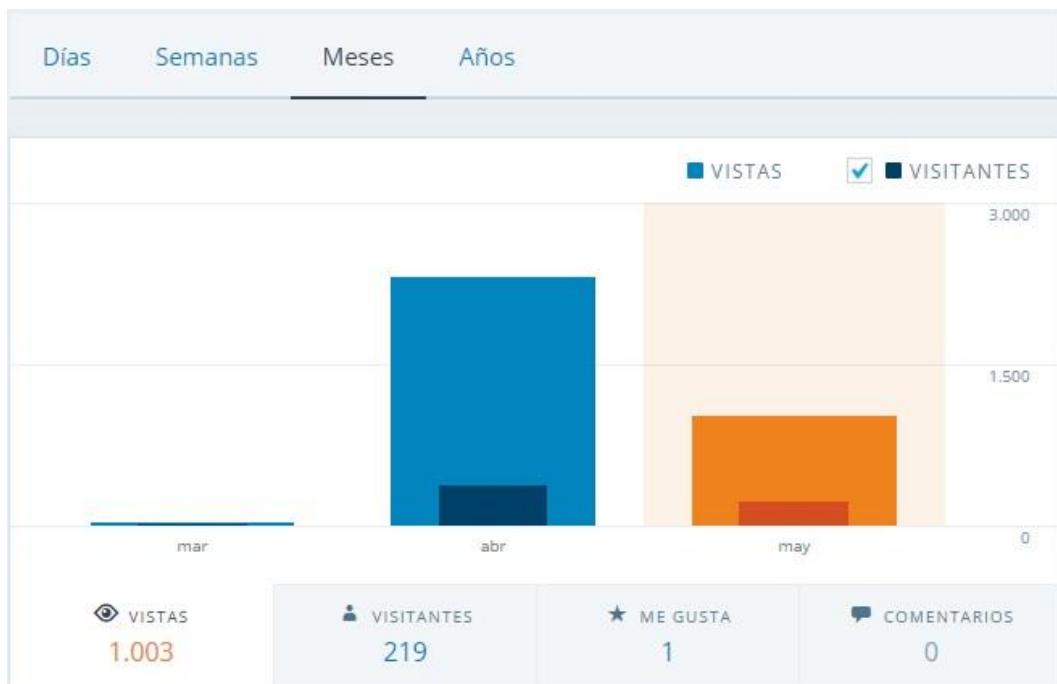 Días Semanas Meses Años
VISTAS VISITANTES
3.000
1.500
0
mar abr may
VISTAS VISITANTES ME GUSTA COMENTARIOS
1.003 219 1 0